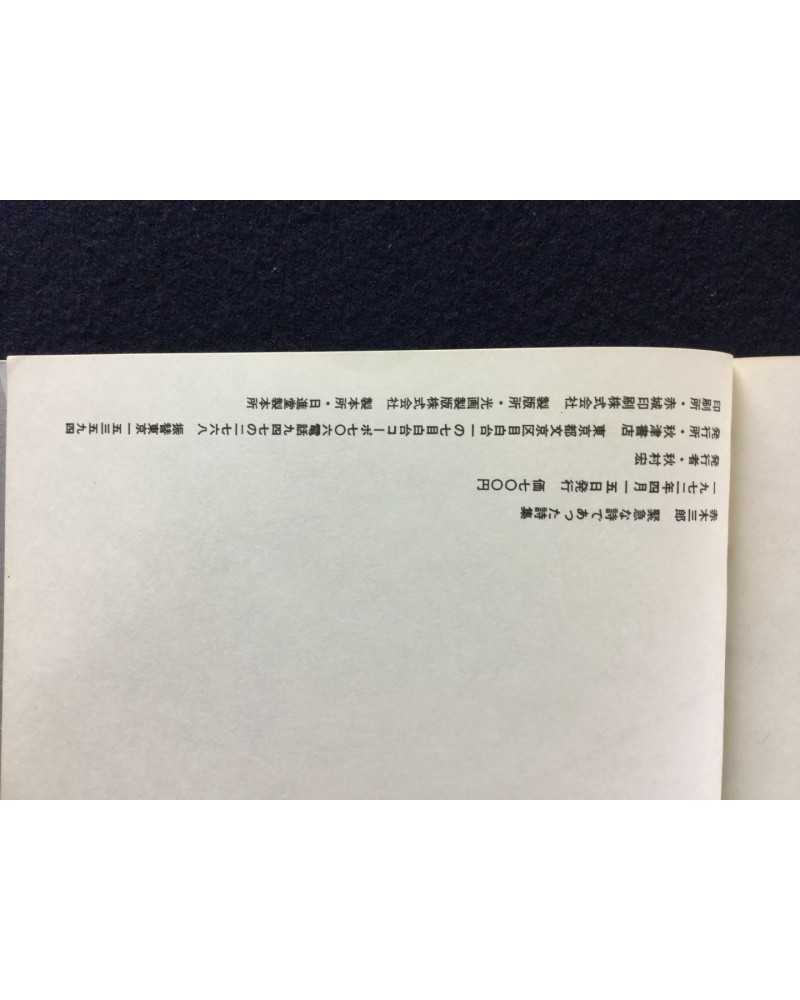 赤木三郎　緊急な詩であった詩集
一九七二年四月一五日発行　価七〇〇円
発行者・秋村宏
発行所・秋津書店　東京都文京区目白台一の七目白台コーポ七〇六電話九四七の二七六八　振替東京一五三五九四
印刷所・赤城印刷株式会社　製版所・光画製版株式会社　製本所・日進堂製本所